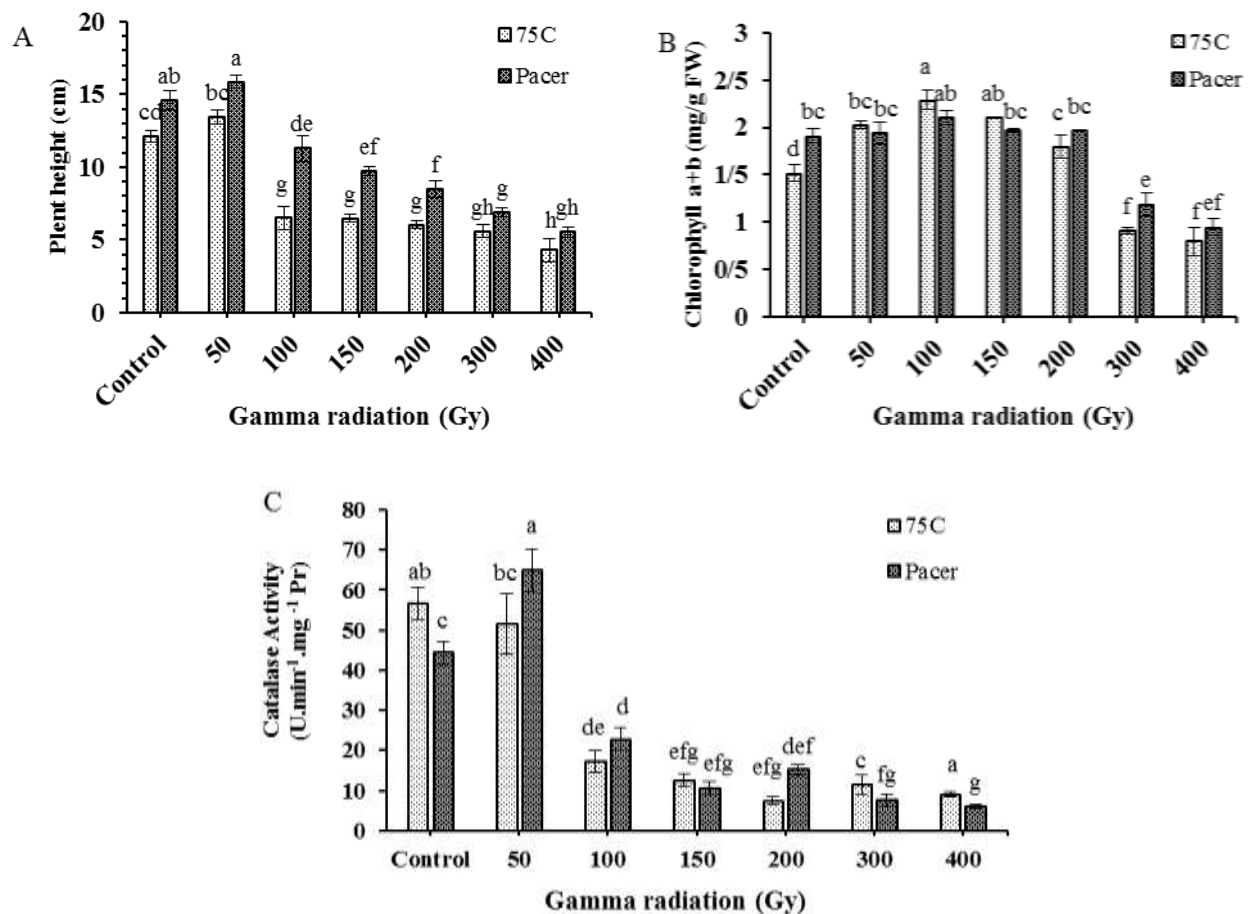 A
20
15
10
5
0
Plent height (cm)
75C
Pacer
cd ab bc a g de g ef g f gh g h gh
Control 50 100 150 200 300 400
Gamma radiation (Gy)
B
3
2/5
2
1/5
1
0/5
0
Chlorophyll a+b (mg/g FW)
75C
Pacer
d bc bc bc a ab ab bc c bc f e f ef
Control 50 100 150 200 300 400
Gamma radiation (Gy)
C
80
70
60
50
40
30
20
10
0
Catalase Activity
(U.min-1.mg -1 Pr)
75C
Pacer
ab c bc a de d efg efg efg def c fg a g
Control 50 100 150 200 300 400
Gamma radiation (Gy)